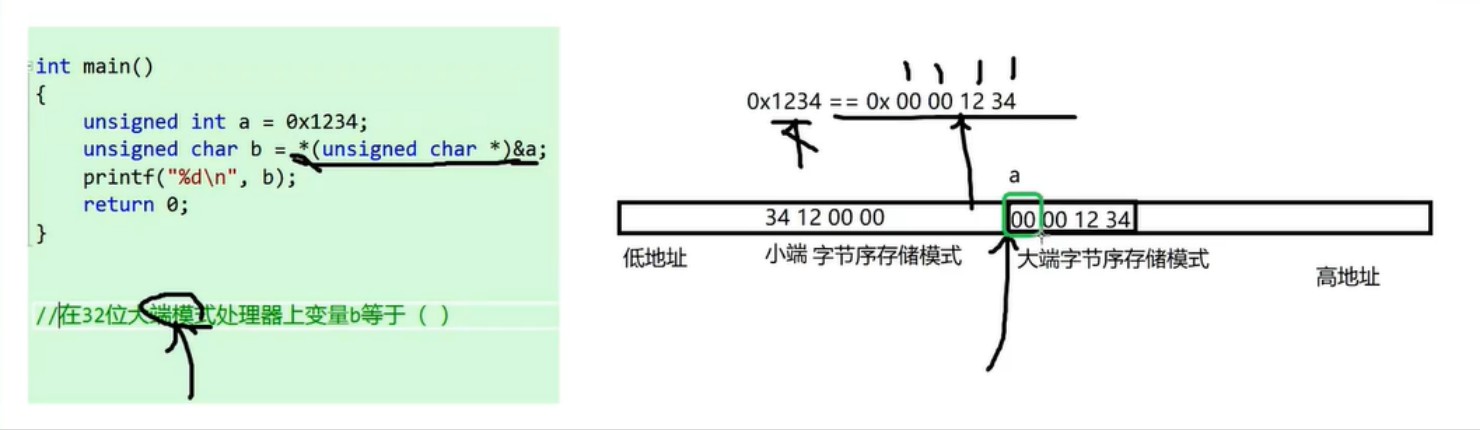 int main()
{
unsigned int a = 0x1234;
unsigned char b = *(unsigned char *)&a;
printf("%d\n", b);
return 0;
}
//在32位大端模式处理器上变量b等于（ ）
0x1234 == 0x 00 00 12 34
a
34 12 00 00
00 00 12 34
低地址
小端 字节序存储模式
大端字节序存储模式
高地址